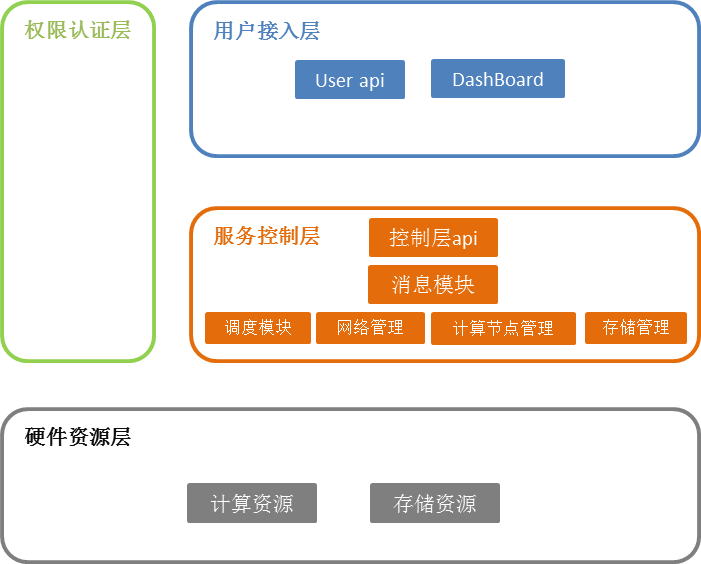 权限认证层
用户接入层
User api
DashBoard
服务控制层
控制层api
消息模块
调度模块
网络管理
计算节点管理
存储管理
硬件资源层
计算资源
存储资源